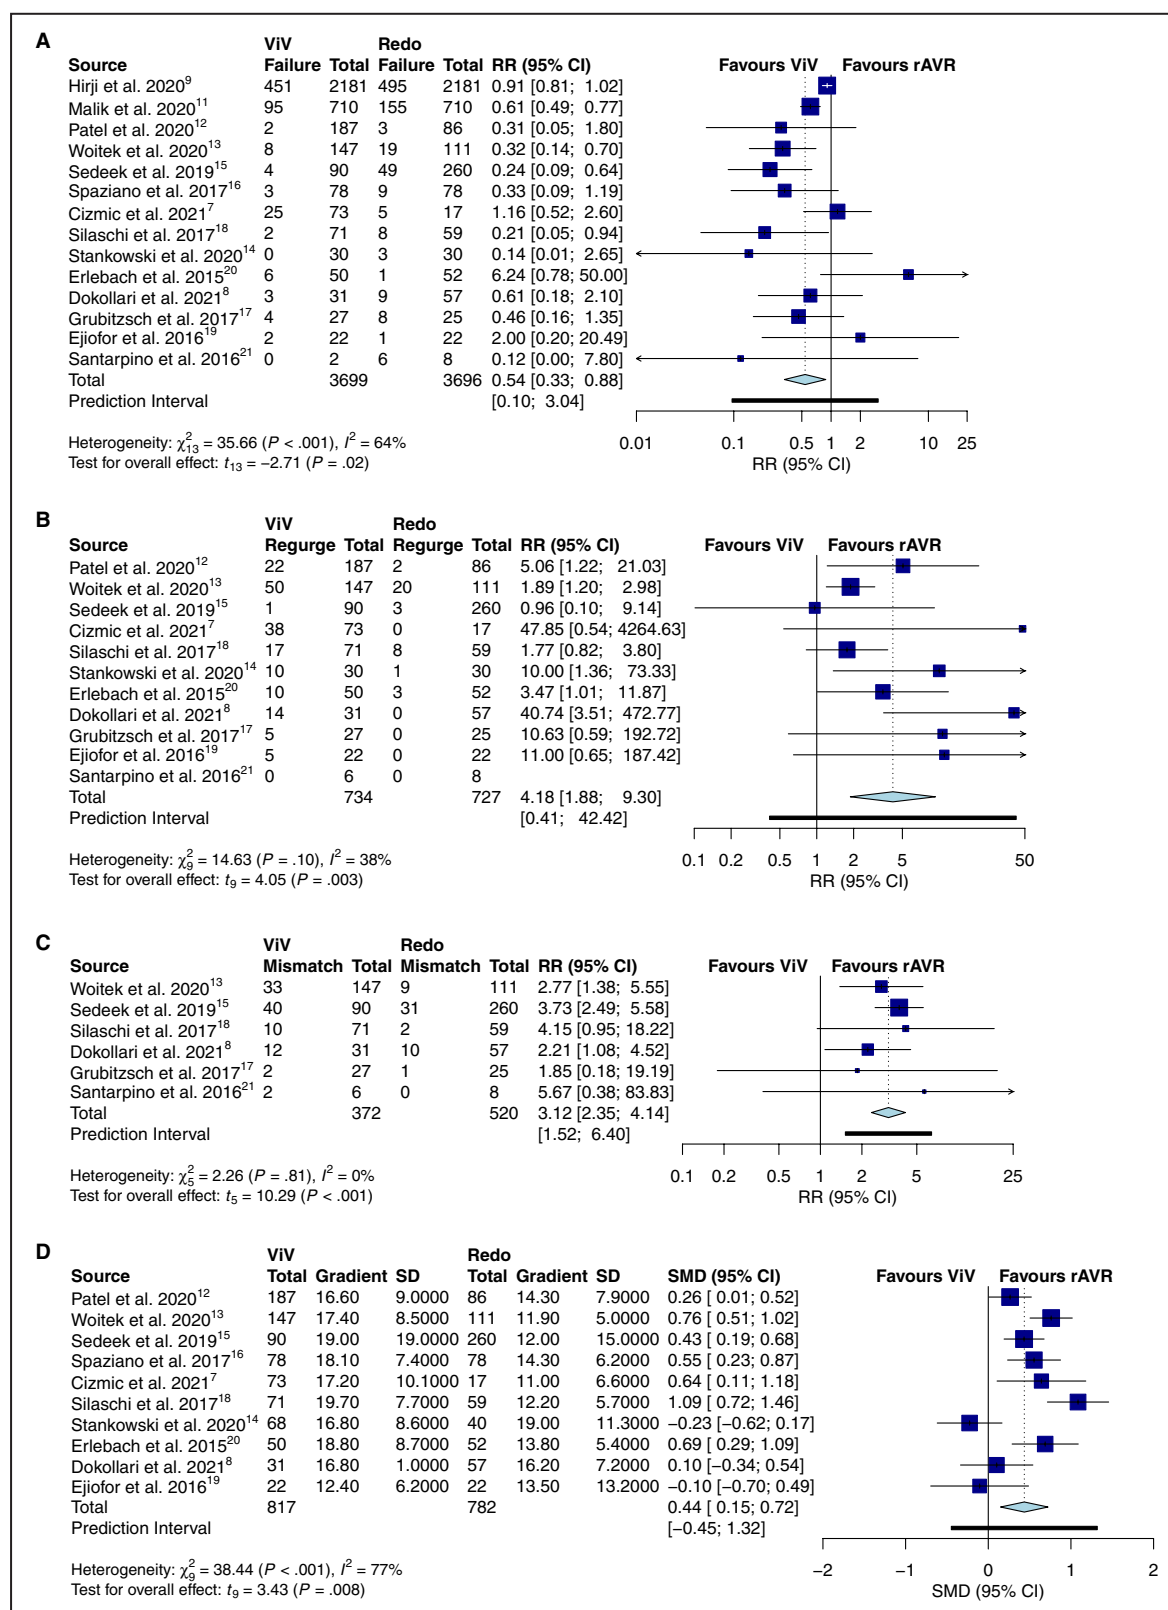 A
ViV Redo
Source Failure Total Failure Total RR (95% CI) Favours ViV Favours rAVR
Hirji et al. 2020⁹ 451 2181 495 2181 0.91 [0.81; 1.02]
Malik et al. 2020¹¹ 95 710 155 710 0.61 [0.49; 0.77]
Patel et al. 2020¹² 2 187 3 86 0.31 [0.05; 1.80]
Woitek et al. 2020¹³ 8 147 19 111 0.32 [0.14; 0.70]
Sedeek et al. 2019¹⁵ 4 90 49 260 0.24 [0.09; 0.64]
Spaziano et al. 2017¹⁶ 3 78 9 78 0.33 [0.09; 1.19]
Cizmic et al. 2021⁷ 25 73 5 17 1.16 [0.52; 2.60]
Silaschi et al. 2017¹⁸ 2 71 8 59 0.21 [0.05; 0.94]
Stankowski et al. 2020¹⁴ 0 30 3 30 0.14 [0.01; 2.65]
Erlebach et al. 2015²⁰ 6 50 1 52 6.24 [0.78; 50.00]
Dokollari et al. 2021⁸ 3 31 9 57 0.61 [0.18; 2.10]
Grubitzsch et al. 2017¹⁷ 4 27 8 25 0.46 [0.16; 1.35]
Ejiofor et al. 2016¹⁹ 2 22 1 22 2.00 [0.20; 20.49]
Santarpino et al. 2016²¹ 0 2 6 8 0.12 [0.00; 7.80]
Total 3699 3696 0.54 [0.33; 0.88]
Prediction Interval [0.10; 3.04]
0.01 0.1 0.5 1 2 10 25
RR (95% CI)
Heterogeneity: χ²₁₃ = 35.66 (P < .001), I² = 64%
Test for overall effect: t₁₃ = −2.71 (P = .02)
B
ViV Redo
Source Regurge Total Regurge Total RR (95% CI) Favours ViV Favours rAVR
Patel et al. 2020¹² 22 187 2 86 5.06 [1.22; 21.03]
Woitek et al. 2020¹³ 50 147 20 111 1.89 [1.20; 2.98]
Sedeek et al. 2019¹⁵ 1 90 3 260 0.96 [0.10; 9.14]
Cizmic et al. 2021⁷ 38 73 0 17 47.85 [0.54; 4264.63]
Silaschi et al. 2017¹⁸ 17 71 8 59 1.77 [0.82; 3.80]
Stankowski et al. 2020¹⁴ 10 30 1 30 10.00 [1.36; 73.33]
Erlebach et al. 2015²⁰ 10 50 3 52 3.47 [1.01; 11.87]
Dokollari et al. 2021⁸ 14 31 0 57 40.74 [3.51; 472.77]
Grubitzsch et al. 2017¹⁷ 5 27 0 25 10.63 [0.59; 192.72]
Ejiofor et al. 2016¹⁹ 5 22 0 22 11.00 [0.65; 187.42]
Santarpino et al. 2016²¹ 0 6 0 8
Total 734 727 4.18 [1.88; 9.30]
Prediction Interval [0.41; 42.42]
0.1 0.2 0.5 1 2 5 50
RR (95% CI)
Heterogeneity: χ²₉ = 14.63 (P = .10), I² = 38%
Test for overall effect: t₉ = 4.05 (P = .003)
C
ViV Redo
Source Mismatch Total Mismatch Total RR (95% CI) Favours ViV Favours rAVR
Woitek et al. 2020¹³ 33 147 9 111 2.77 [1.38; 5.55]
Sedeek et al. 2019¹⁵ 40 90 31 260 3.73 [2.49; 5.58]
Silaschi et al. 2017¹⁸ 10 71 2 59 4.15 [0.95; 18.22]
Dokollari et al. 2021⁸ 12 31 10 57 2.21 [1.08; 4.52]
Grubitzsch et al. 2017¹⁷ 2 27 1 25 1.85 [0.18; 19.19]
Santarpino et al. 2016²¹ 2 6 0 8 5.67 [0.38; 83.83]
Total 372 520 3.12 [2.35; 4.14]
Prediction Interval [1.52; 6.40]
0.1 0.2 0.5 1 2 5 25
RR (95% CI)
Heterogeneity: χ²₅ = 2.26 (P = .81), I² = 0%
Test for overall effect: t₅ = 10.29 (P < .001)
D
ViV Redo
Source Total Gradient SD Total Gradient SD SMD (95% CI) Favours ViV Favours rAVR
Patel et al. 2020¹² 187 16.60 9.0000 86 14.30 7.9000 0.26 [ 0.01; 0.52]
Woitek et al. 2020¹³ 147 17.40 8.5000 111 11.90 5.0000 0.76 [ 0.51; 1.02]
Sedeek et al. 2019¹⁵ 90 19.00 19.0000 260 12.00 15.0000 0.43 [ 0.19; 0.68]
Spaziano et al. 2017¹⁶ 78 18.10 7.4000 78 14.30 6.2000 0.55 [ 0.23; 0.87]
Cizmic et al. 2021⁷ 73 17.20 10.1000 17 11.00 6.6000 0.64 [ 0.11; 1.18]
Silaschi et al. 2017¹⁸ 71 19.70 7.7000 59 12.20 5.7000 1.09 [ 0.72; 1.46]
Stankowski et al. 2020¹⁴ 68 16.80 8.6000 40 19.00 11.3000 −0.23 [−0.62; 0.17]
Erlebach et al. 2015²⁰ 50 18.80 8.7000 52 13.80 5.4000 0.69 [ 0.29; 1.09]
Dokollari et al. 2021⁸ 31 16.80 1.0000 57 16.20 7.2000 0.10 [−0.34; 0.54]
Ejiofor et al. 2016¹⁹ 22 12.40 6.2000 22 13.50 13.2000 −0.10 [−0.70; 0.49]
Total 817 782 0.44 [ 0.15; 0.72]
Prediction Interval [−0.45; 1.32]
−2 −1 0 1 2
SMD (95% CI)
Heterogeneity: χ²₉ = 38.44 (P < .001), I² = 77%
Test for overall effect: t₉ = 3.43 (P = .008)